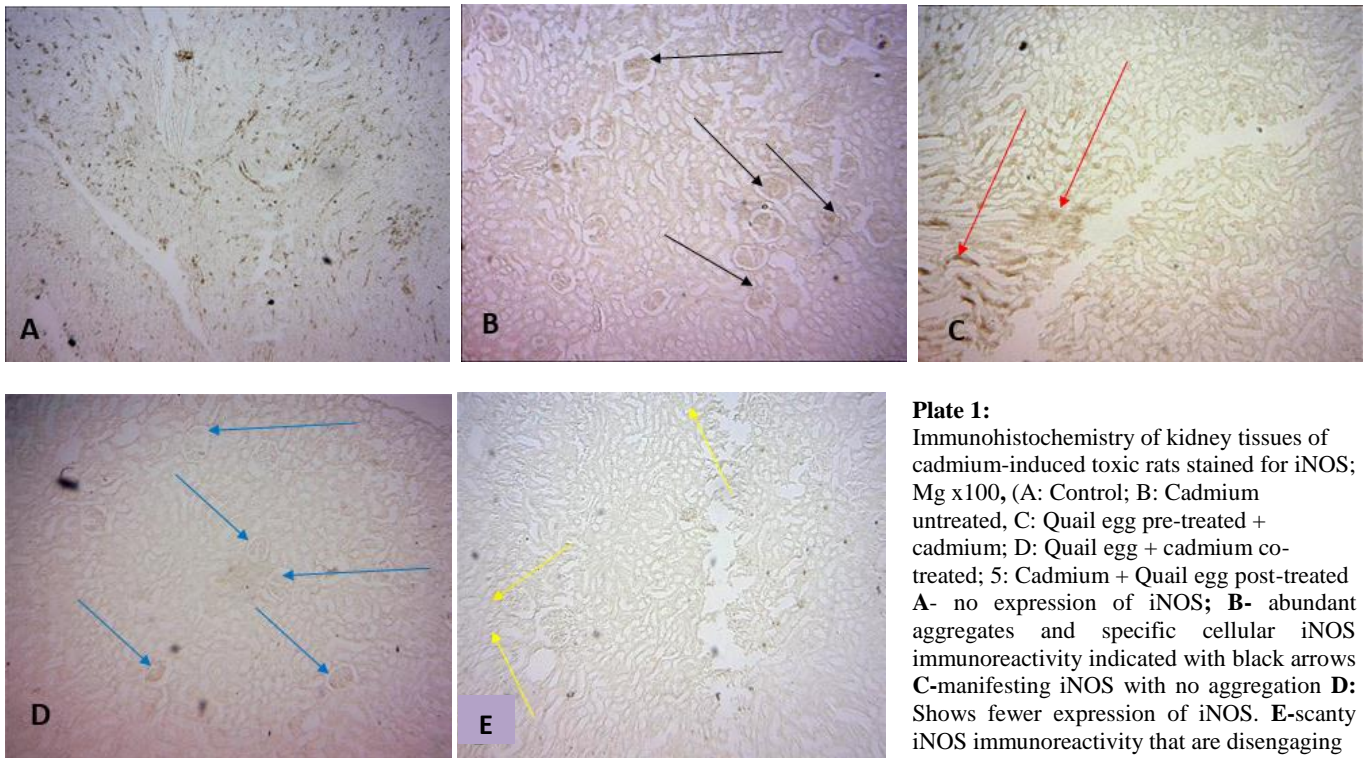 A
B
C
D
E
Plate 1:
Immunohistochemistry of kidney tissues of
cadmium-induced toxic rats stained for iNOS;
Mg x100, (A: Control; B: Cadmium
untreated, C: Quail egg pre-treated +
cadmium; D: Quail egg + cadmium co-
treated; 5: Cadmium + Quail egg post-treated
A- no expression of iNOS; B- abundant
aggregates and specific cellular iNOS
immunoreactivity indicated with black arrows
C-manifesting iNOS with no aggregation D:
Shows fewer expression of iNOS. E-scanty
iNOS immunoreactivity that are disengaging